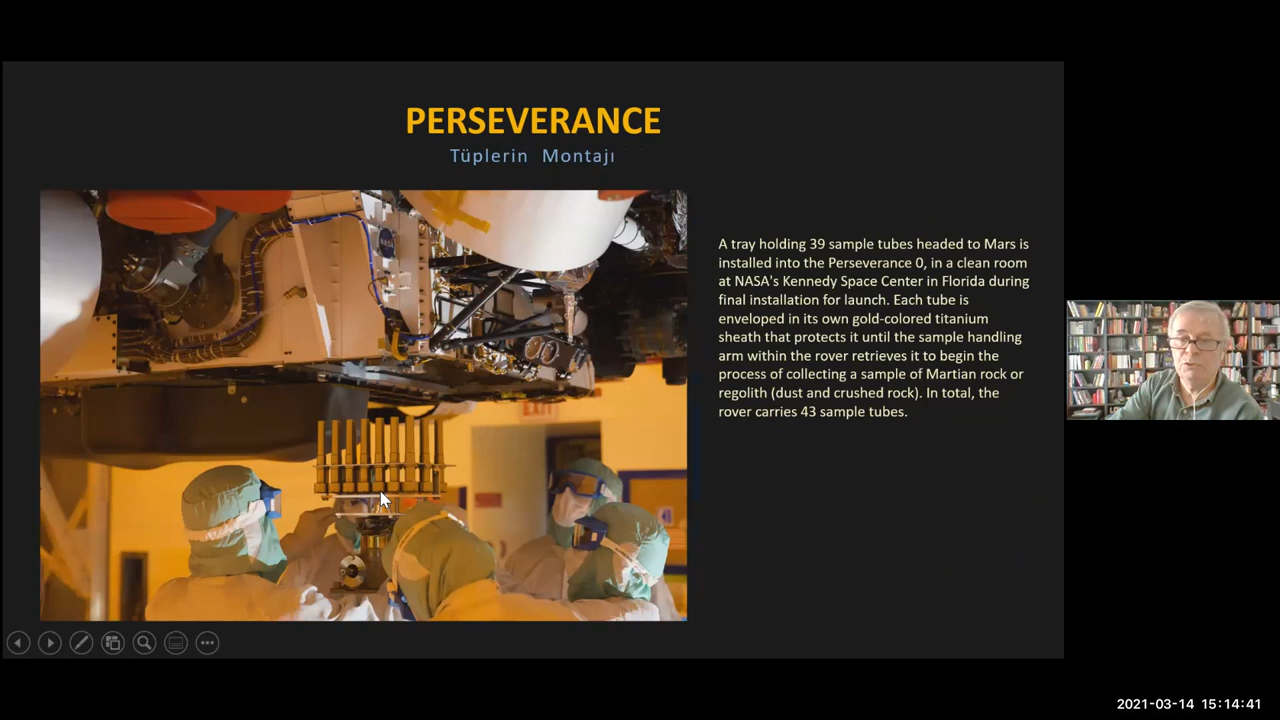 PERSEVERANCE
Tüplerin Montajı
A tray holding 39 sample tubes headed to Mars is
installed into the Perseverance 0, in a clean room
at NASA's Kennedy Space Center in Florida during
final installation for launch. Each tube is
enveloped in its own gold-colored titanium
sheath that protects it until the sample handling
arm within the rover retrieves it to begin the
process of collecting a sample of Martian rock or
regolith (dust and crushed rock). In total, the
rover carries 43 sample tubes.
NASA
EXIT
2021-03-14 15:14:41